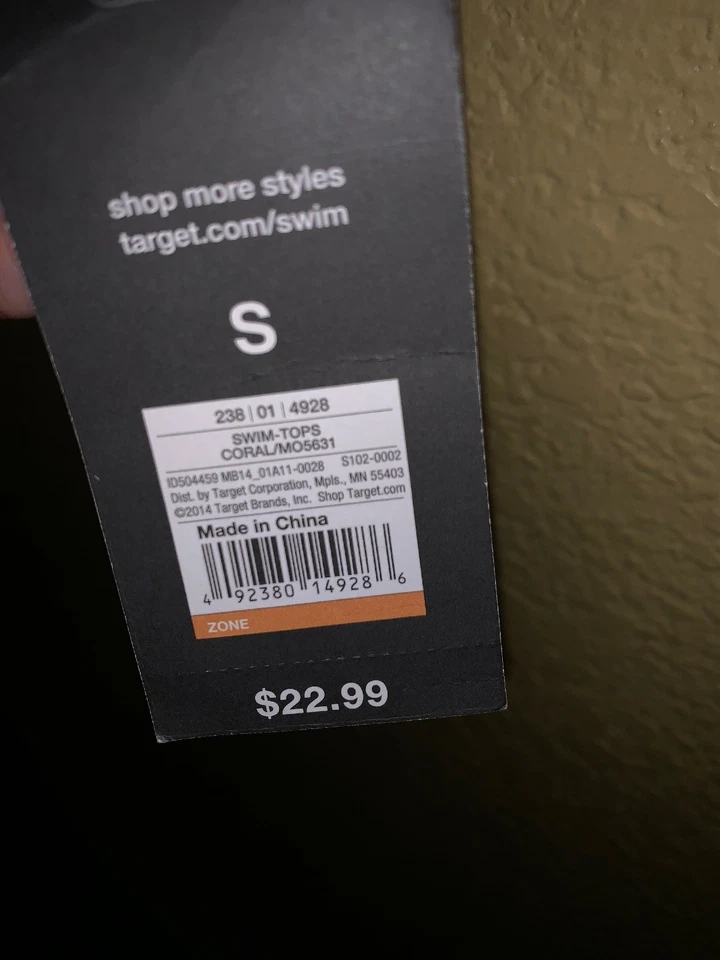 shop more styles
target.com/swim
S
238 | 01 | 4928
SWIM-TOPS
CORAL/MO5631
ID504459 MB14_01A11-0028 S102-0002
Dist. by Target Corporation, Mpls., MN 55403
©2014 Target Brands, Inc. Shop Target.com
Made in China
4 92380 14928 6
ZONE
$22.99